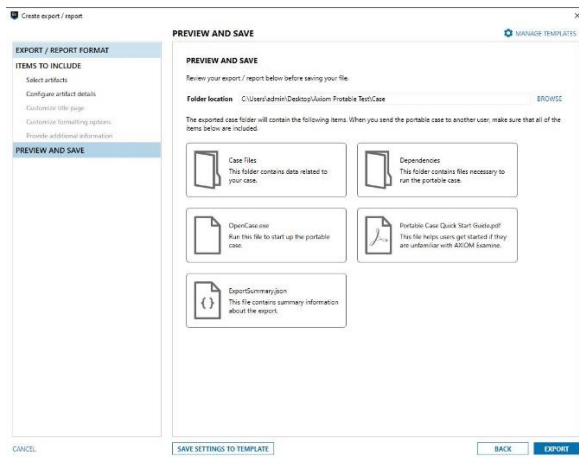 Create export / report
PREVIEW AND SAVE
MANAGE TEMPLATES
EXPORT / REPORT FORMAT
ITEMS TO INCLUDE
Select artifacts
Configure artifact details
Customize title page
Customize formatting options
Provide additional information
PREVIEW AND SAVE
PREVIEW AND SAVE
Review your export / report below before saving your file.
Folder location C:\Users\admin\Desktop\Axiom Protable Test\Case BROWSE
The exported case folder will contain the following items. When you send the portable case to another user, make sure that all of the
items below are included.
Case Files
This folder contains data related to
your case.
Dependencies
This folder contains files necessary to
run the portable case.
OpenCase.exe
Run this file to start up the portable
case.
Portable Case Quick Start Guide.pdf
This file helps users get started if they
are unfamiliar with AXIOM Examine.
ExportSummary.json
This file contains summary information
about the export.
CANCEL
SAVE SETTINGS TO TEMPLATE
BACK
EXPORT